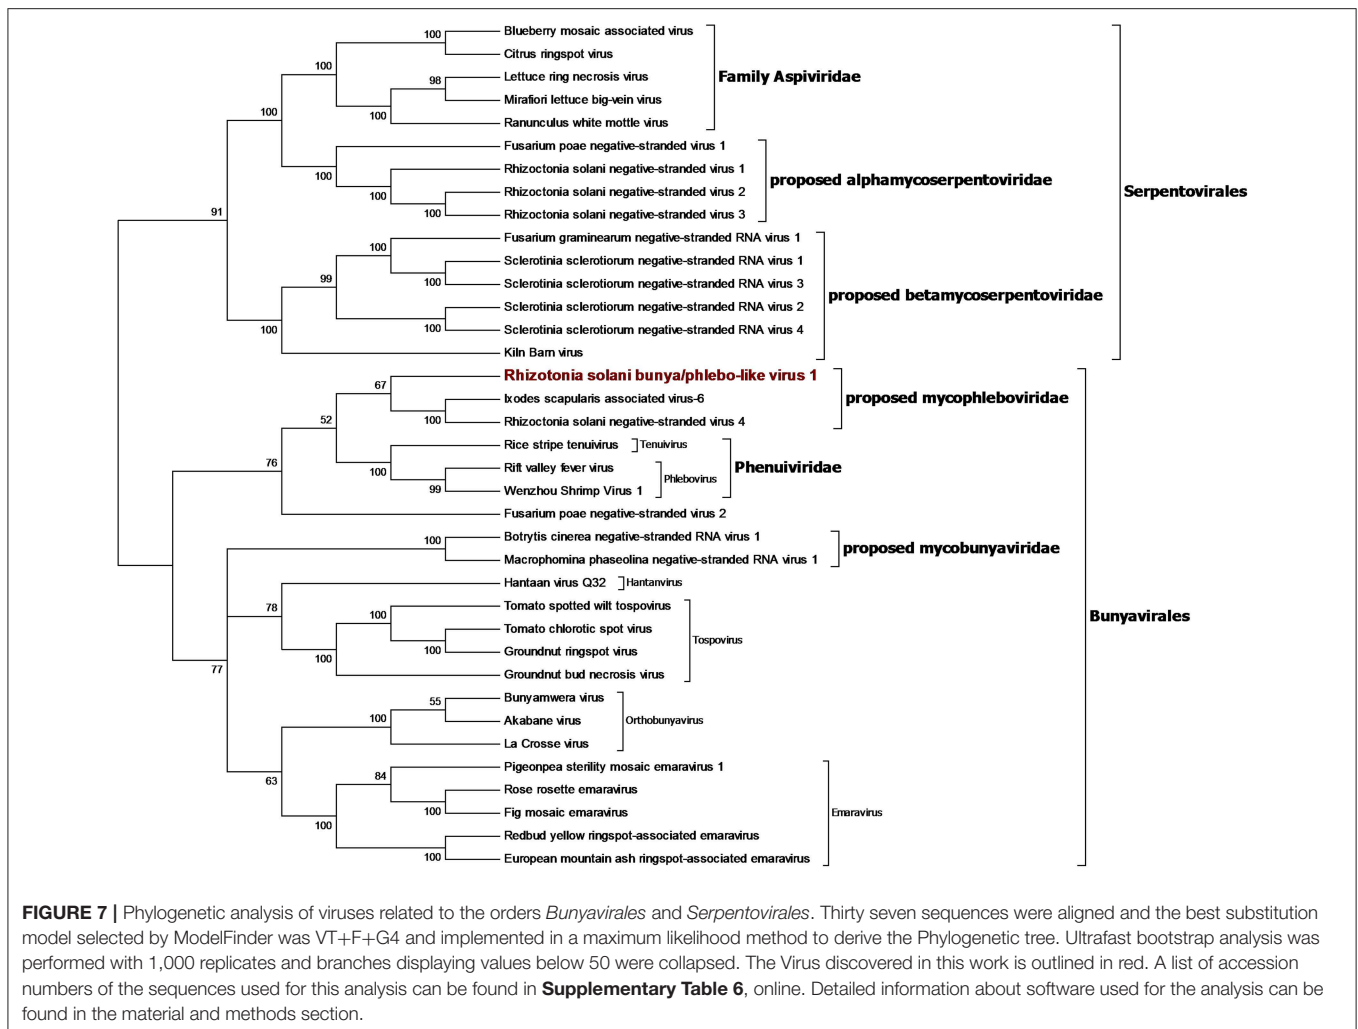 Blueberry mosaic associated virus
100
Citrus ringspot virus
100
Lettuce ring necrosis virus
98
Family Aspiviridae
Mirafiori lettuce big-vein virus
100
Ranunculus white mottle virus
100
Fusarium poae negative-stranded virus 1
100
Rhizoctonia solani negative-stranded virus 1
proposed alphamycoserpentoviridae
Rhizoctonia solani negative-stranded virus 2
100
Serpentovirales
Rhizoctonia solani negative-stranded virus 3
100
91
Fusarium graminearum negative-stranded RNA virus 1
100
Sclerotinia sclerotiorum negative-stranded RNA virus 1
99
Sclerotinia sclerotiorum negative-stranded RNA virus 3
100
proposed betamycoserpentoviridae
Sclerotinia sclerotiorum negative-stranded RNA virus 2
Sclerotinia sclerotiorum negative-stranded RNA virus 4
100
100
Kiln Barn virus
Rhizotonia solani bunya/phlebo-like virus 1
67
Ixodes scapularis associated virus-6
proposed mycophleboviridae
52
Rhizoctonia solani negative-stranded virus 4
100
Rice stripe tenuivirus
Tenuivirus
76
100
Rift valley fever virus
Phenuiviridae
Phlebovirus
Wenzhou Shrimp Virus 1
99
Fusarium poae negative-stranded virus 2
Botrytis cinerea negative-stranded RNA virus 1
100
proposed mycobunyaviridae
Macrophomina phaseolina negative-stranded RNA virus 1
Hantaan virus Q32
Hantanvirus
78
Tomato spotted wilt tospovirus
100
Bunyavirales
Tomato chlorotic spot virus
Tospovirus
Groundnut ringspot virus
100
100
77
Groundnut bud necrosis virus
Bunyamwera virus
55
Akabane virus
Orthobunyavirus
100
La Crosse virus
Pigeonpea sterility mosaic emaravirus 1
63
84
Rose rosette emaravirus
Fig mosaic emaravirus
100
Emaravirus
100
Redbud yellow ringspot-associated emaravirus
European mountain ash ringspot-associated emaravirus
100
FIGURE 7 | Phylogenetic analysis of viruses related to the orders Bunyavirales and Serpentovirales. Thirty seven sequences were aligned and the best substitution
model selected by ModelFinder was VT+F+G4 and implemented in a maximum likelihood method to derive the Phylogenetic tree. Ultrafast bootstrap analysis was
performed with 1,000 replicates and branches displaying values below 50 were collapsed. The Virus discovered in this work is outlined in red. A list of accession
numbers of the sequences used for this analysis can be found in Supplementary Table 6, online. Detailed information about software used for the analysis can be
found in the material and methods section.